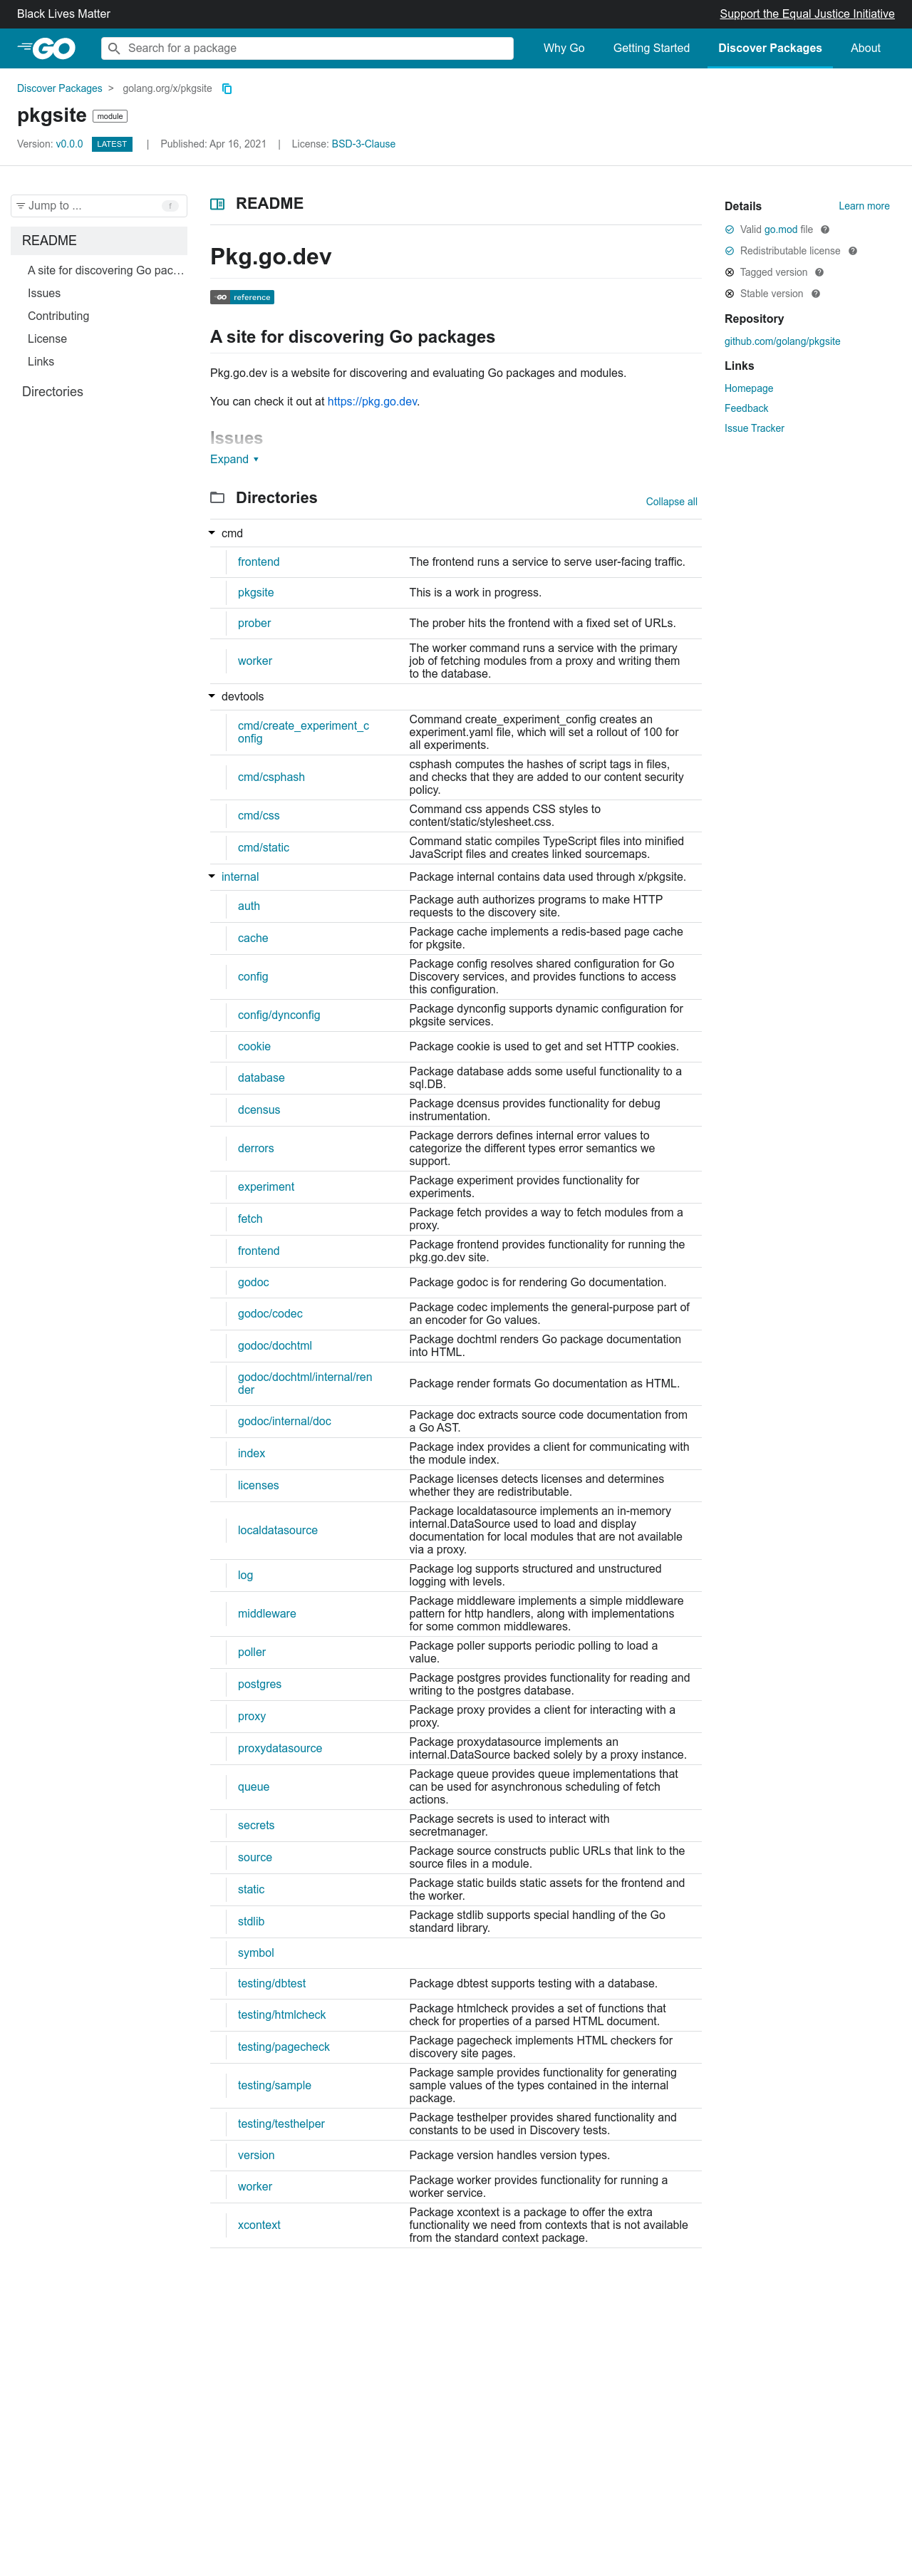 Black Lives Matter
Support the Equal Justice Initiative
GO
Search for a package
Why Go
Getting Started
Discover Packages
About
Discover Packages > golang.org/x/pkgsite
pkgsite module
Version: v0.0.0 LATEST | Published: Apr 16, 2021 | License: BSD-3-Clause
Jump to ... f
README
A site for discovering Go pac...
Issues
Contributing
License
Links
Directories
README
Pkg.go.dev
GO reference
A site for discovering Go packages
Pkg.go.dev is a website for discovering and evaluating Go packages and modules.
You can check it out at https://pkg.go.dev.
Issues
Expand
Directories
Collapse all
cmd
frontend
The frontend runs a service to serve user-facing traffic.
pkgsite
This is a work in progress.
prober
The prober hits the frontend with a fixed set of URLs.
worker
The worker command runs a service with the primary
job of fetching modules from a proxy and writing them
to the database.
devtools
cmd/create_experiment_c
onfig
Command create_experiment_config creates an
experiment.yaml file, which will set a rollout of 100 for
all experiments.
cmd/csphash
csphash computes the hashes of script tags in files,
and checks that they are added to our content security
policy.
cmd/css
Command css appends CSS styles to
content/static/stylesheet.css.
cmd/static
Command static compiles TypeScript files into minified
JavaScript files and creates linked sourcemaps.
internal
Package internal contains data used through x/pkgsite.
auth
Package auth authorizes programs to make HTTP
requests to the discovery site.
cache
Package cache implements a redis-based page cache
for pkgsite.
config
Package config resolves shared configuration for Go
Discovery services, and provides functions to access
this configuration.
config/dynconfig
Package dynconfig supports dynamic configuration for
pkgsite services.
cookie
Package cookie is used to get and set HTTP cookies.
database
Package database adds some useful functionality to a
sql.DB.
dcensus
Package dcensus provides functionality for debug
instrumentation.
derrors
Package derrors defines internal error values to
categorize the different types error semantics we
support.
experiment
Package experiment provides functionality for
experiments.
fetch
Package fetch provides a way to fetch modules from a
proxy.
frontend
Package frontend provides functionality for running the
pkg.go.dev site.
godoc
Package godoc is for rendering Go documentation.
godoc/codec
Package codec implements the general-purpose part of
an encoder for Go values.
godoc/dochtml
Package dochtml renders Go package documentation
into HTML.
godoc/dochtml/internal/ren
der
Package render formats Go documentation as HTML.
godoc/internal/doc
Package doc extracts source code documentation from
a Go AST.
index
Package index provides a client for communicating with
the module index.
licenses
Package licenses detects licenses and determines
whether they are redistributable.
localdatasource
Package localdatasource implements an in-memory
internal.DataSource used to load and display
documentation for local modules that are not available
via a proxy.
log
Package log supports structured and unstructured
logging with levels.
middleware
Package middleware implements a simple middleware
pattern for http handlers, along with implementations
for some common middlewares.
poller
Package poller supports periodic polling to load a
value.
postgres
Package postgres provides functionality for reading and
writing to the postgres database.
proxy
Package proxy provides a client for interacting with a
proxy.
proxydatasource
Package proxydatasource implements an
internal.DataSource backed solely by a proxy instance.
queue
Package queue provides queue implementations that
can be used for asynchronous scheduling of fetch
actions.
secrets
Package secrets is used to interact with
secretmanager.
source
Package source constructs public URLs that link to the
source files in a module.
static
Package static builds static assets for the frontend and
the worker.
stdlib
Package stdlib supports special handling of the Go
standard library.
symbol
testing/dbtest
Package dbtest supports testing with a database.
testing/htmlcheck
Package htmlcheck provides a set of functions that
check for properties of a parsed HTML document.
testing/pagecheck
Package pagecheck implements HTML checkers for
discovery site pages.
testing/sample
Package sample provides functionality for generating
sample values of the types contained in the internal
package.
testing/testhelper
Package testhelper provides shared functionality and
constants to be used in Discovery tests.
version
Package version handles version types.
worker
Package worker provides functionality for running a
worker service.
xcontext
Package xcontext is a package to offer the extra
functionality we need from contexts that is not available
from the standard context package.
Details
Learn more
Valid go.mod file
Redistributable license
Tagged version
Stable version
Repository
github.com/golang/pkgsite
Links
Homepage
Feedback
Issue Tracker